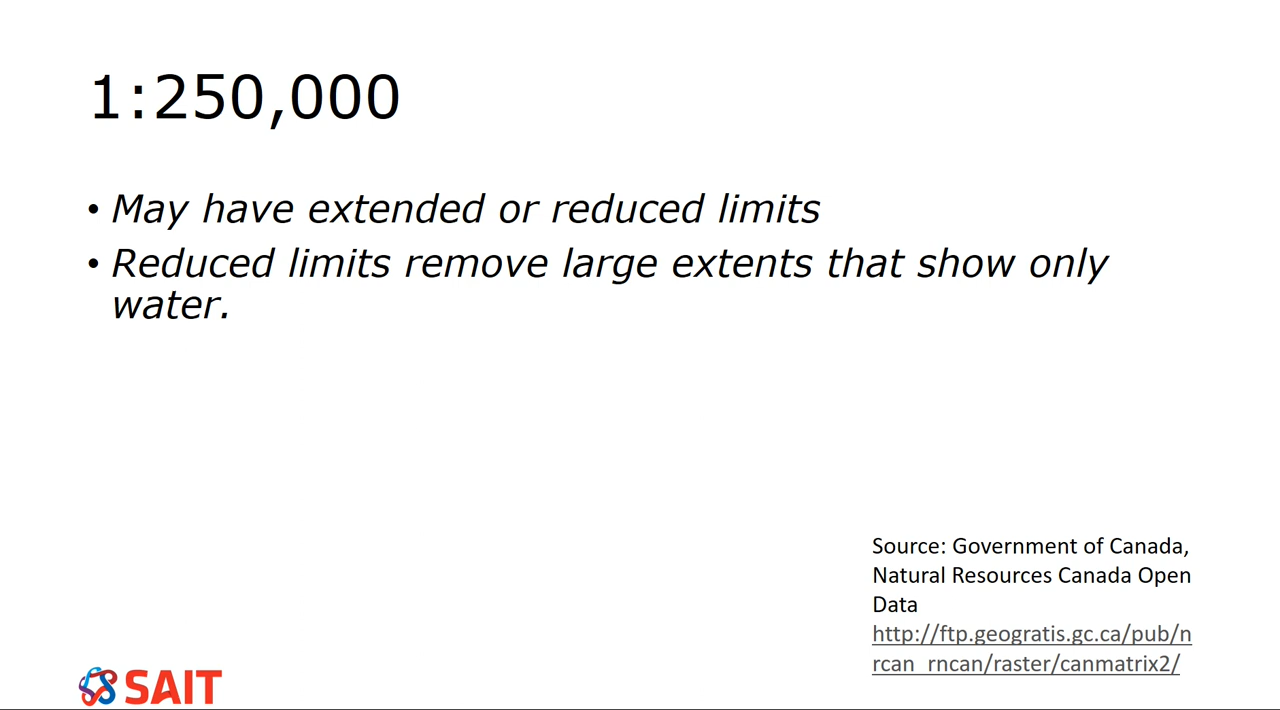 1:250,000
• May have extended or reduced limits
• Reduced limits remove large extents that show only
water.
Source: Government of Canada,
Natural Resources Canada Open
Data
http://ftp.geogratis.gc.ca/pub/n
rcan_rncan/raster/canmatrix2/
SAIT